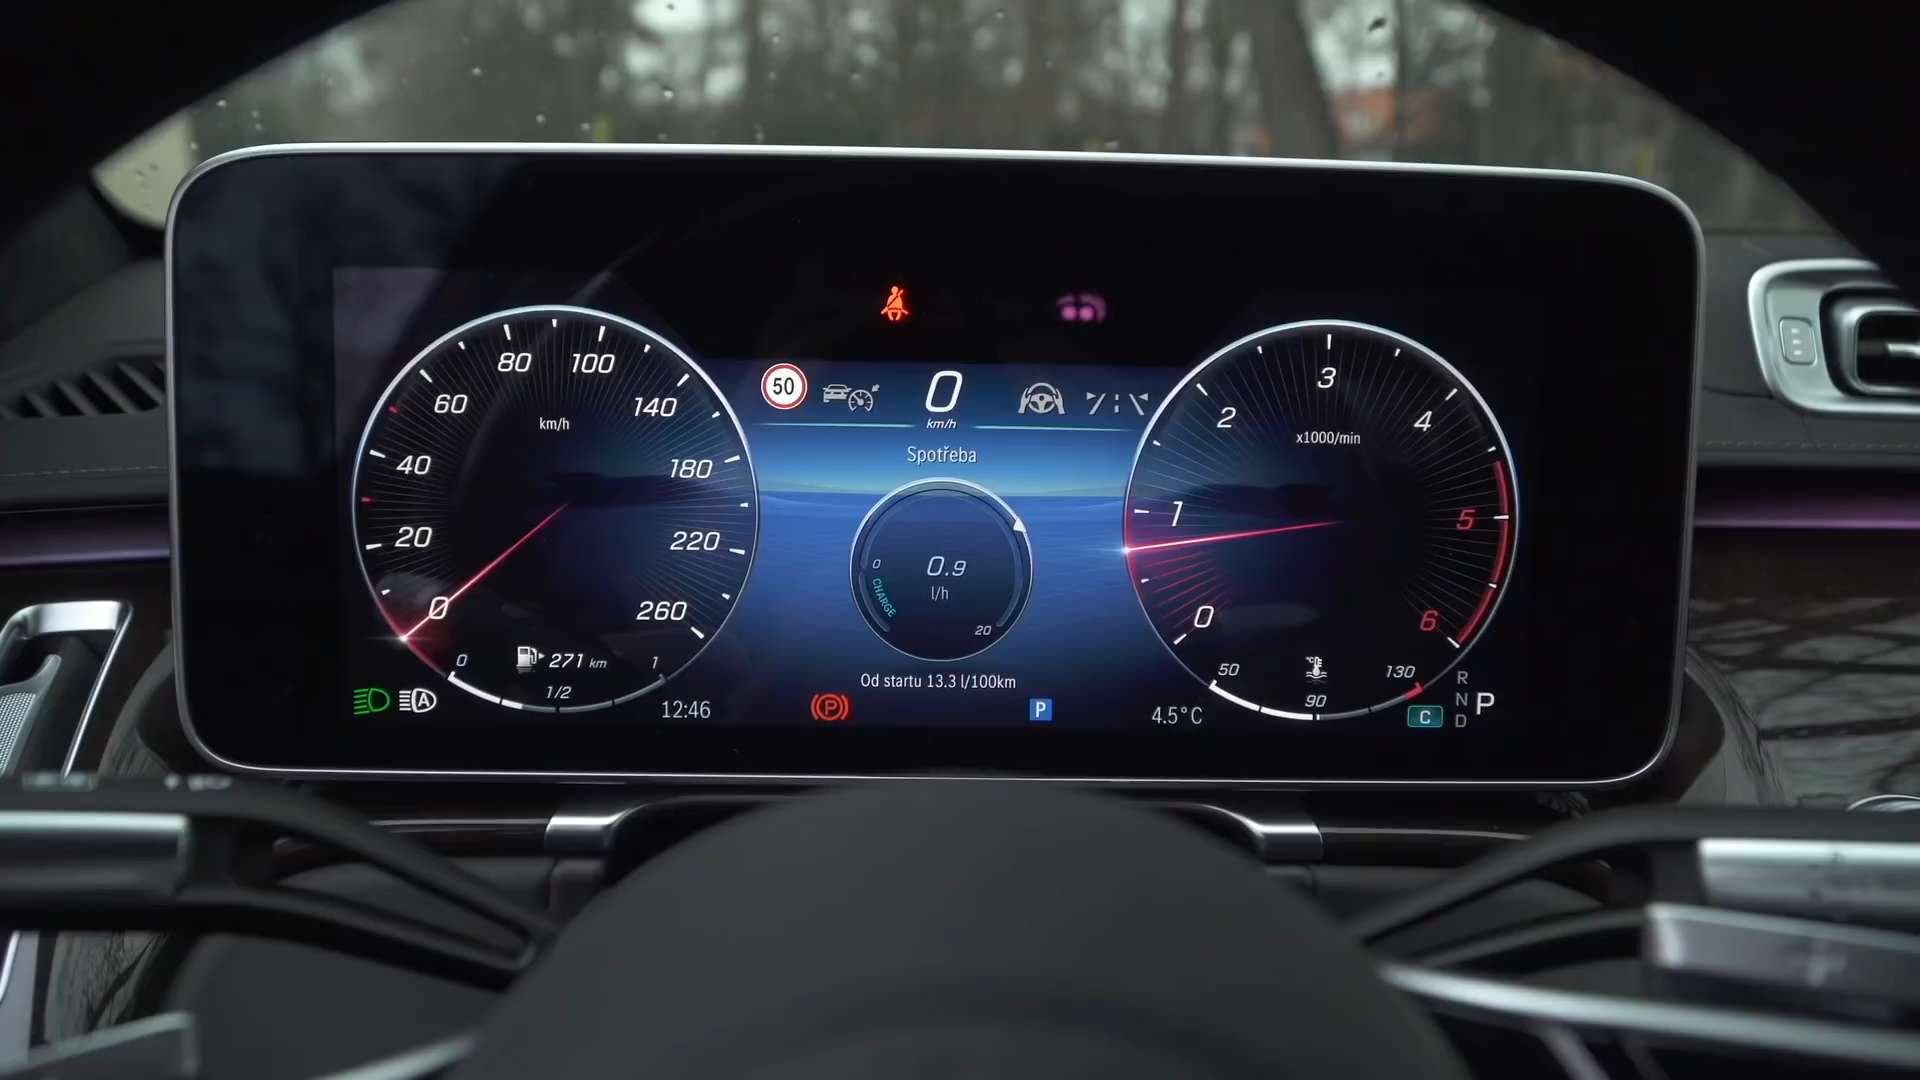 80 100
60 140
km/h
40 180
20 220
0 260
271 km
0 1/2 1
A
12:46
50
0
km/h
Spotřeba
0
0.9
l/h
CHARGE
20
Od startu 13.3 l/100km
P
P
4.5°C
3
2 4
x1000/min
1 5
0 6
°C
50 90 130
C
R
N P
D